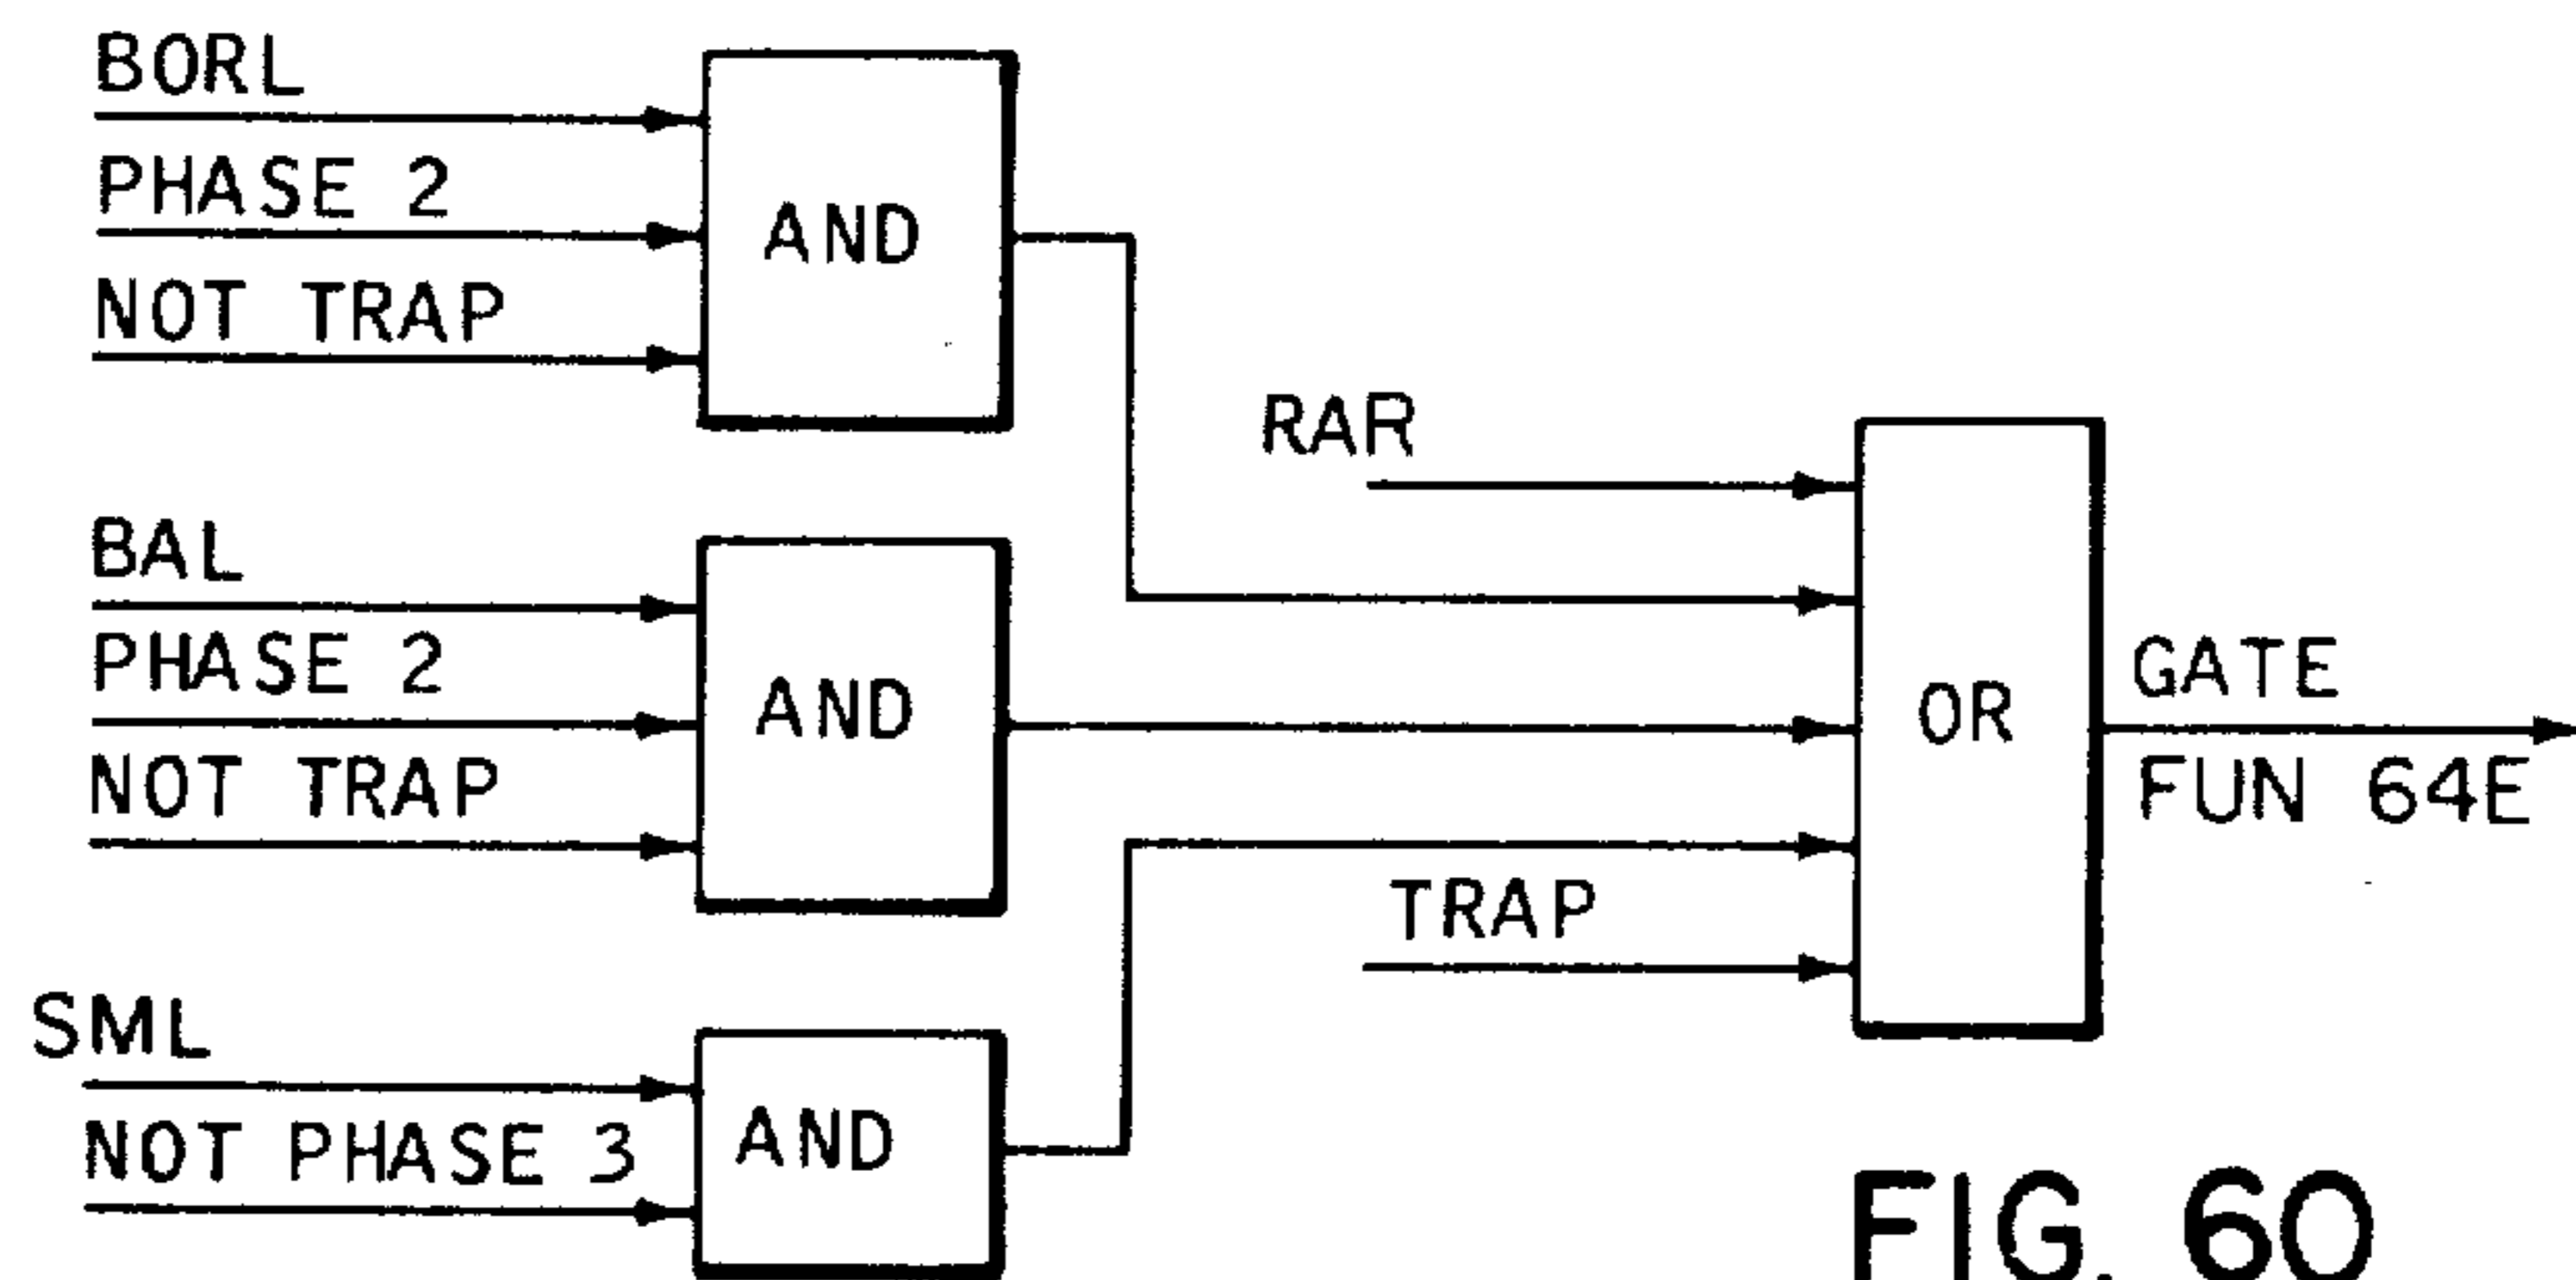 BORL
PHASE 2
NOT TRAP
AND
RAR
BAL
PHASE 2
NOT TRAP
AND
OR
GATE
FUN 64E
TRAP
SML
NOT PHASE 3
AND
FIG. 60